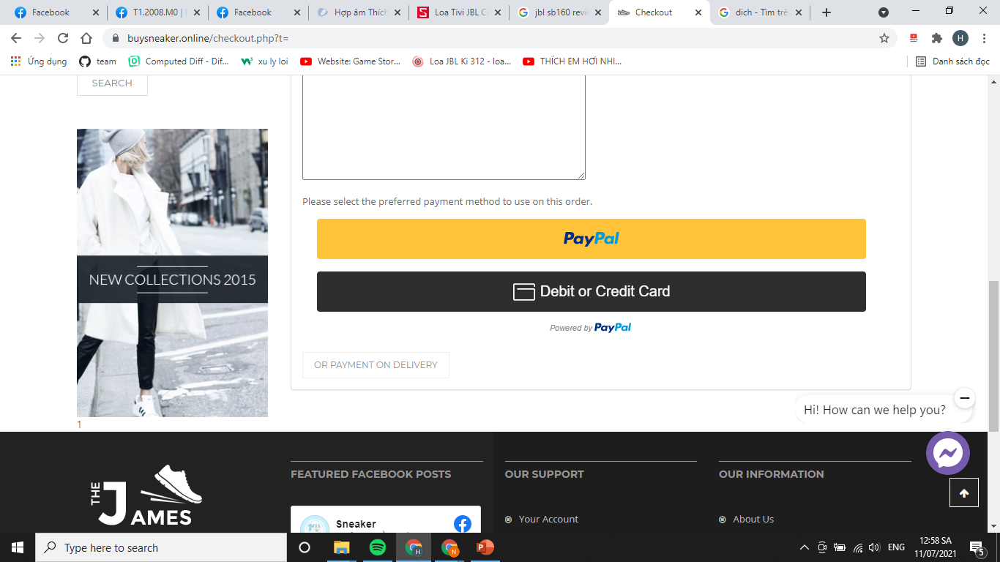 Facebook
T1.2008.M0 |
Facebook
Hợp âm Thích
Loa Tivi JBL C
jbl sb160 revi
Checkout
dich - Tìm trê
buysneaker.online/checkout.php?t=
H
Ứng dụng
team
Computed Diff - Dif...
xu ly loi
Website: Game Stor...
Loa JBL Ki 312 - loa...
THÍCH EM HƠI NHI...
Danh sách đọc
SEARCH
NEW COLLECTIONS 2015
1
Please select the preferred payment method to use on this order.
PayPal
Debit or Credit Card
Powered by PayPal
OR PAYMENT ON DELIVERY
Hi! How can we help you?
THE JAMES
FEATURED FACEBOOK POSTS
Sneaker
OUR SUPPORT
Your Account
OUR INFORMATION
About Us
Type here to search
ENG
12:58 SA
11/07/2021
5